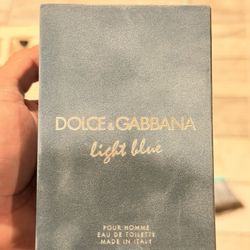 DOLCE & GABBANA
light blue
POUR HOMME
EAU DE TOILETTE
MADE IN ITALY